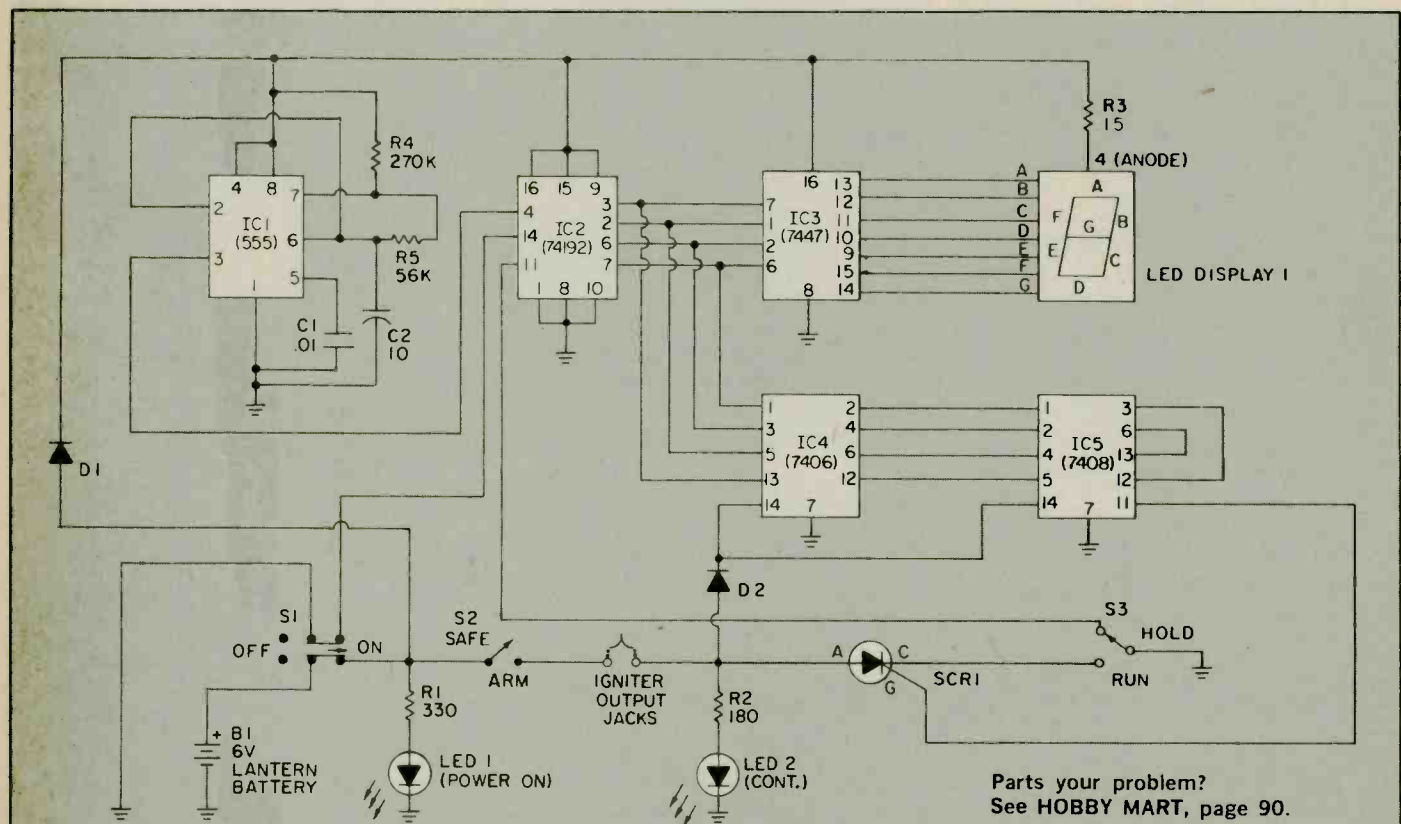 R3
15
4 (ANODE)
R4
270K
4 8
2
3
7
6
5
1
IC1
(555)
R5
56K
C1
.01
C2
10
16 15 9
4
14
11
3
2
6
7
IC2
(74192)
1 8 10
16
7
1
2
6
IC3
(7447)
8
13
12
11
10
9
15
14
A
B
C
D
E
F
G
A
F
B
G
E
C
D
LED DISPLAY 1
1
3
5
13
14
IC4
(7406)
7
2
4
6
12
1
2
4
5
14
IC5
(7408)
7
3
6
13
12
11
D1
D2
S1
OFF
ON
S2
SAFE
ARM
IGNITER
OUTPUT
JACKS
A
C
G
SCR1
S3
HOLD
RUN
R1
330
R2
180
+ B1
6V
LANTERN
BATTERY
LED 1
(POWER ON)
LED 2
(CONT.)
Parts your problem?
See HOBBY MART, page 90.